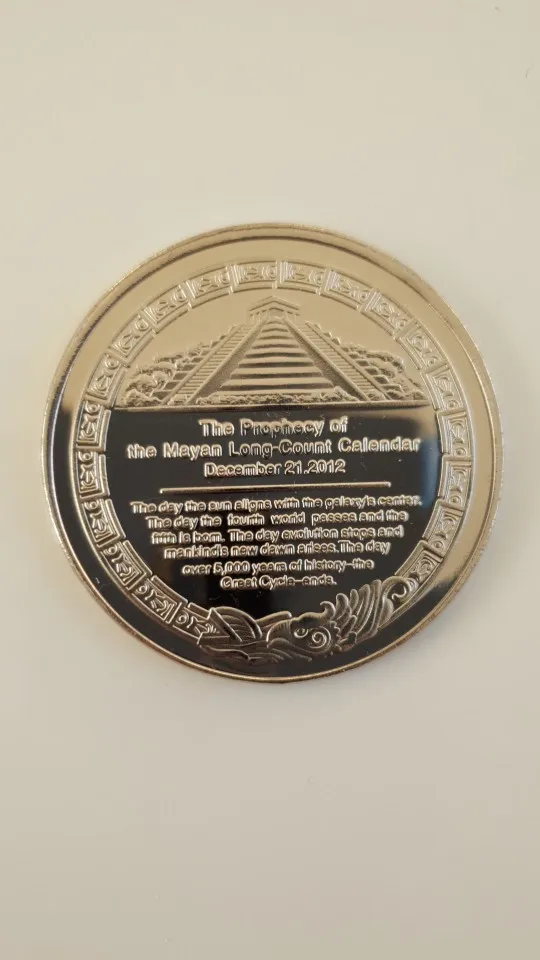 The Prophecy of
the Mayan Long-Count Calendar
December 21.2012
The day the sun aligns with the galaxy's center.
The day the fourth world passes and the
fifth is born. The day evolution stops and
mankind's new dawn arises. The day
over 5,000 years of history-the
Great Cycle-ends.